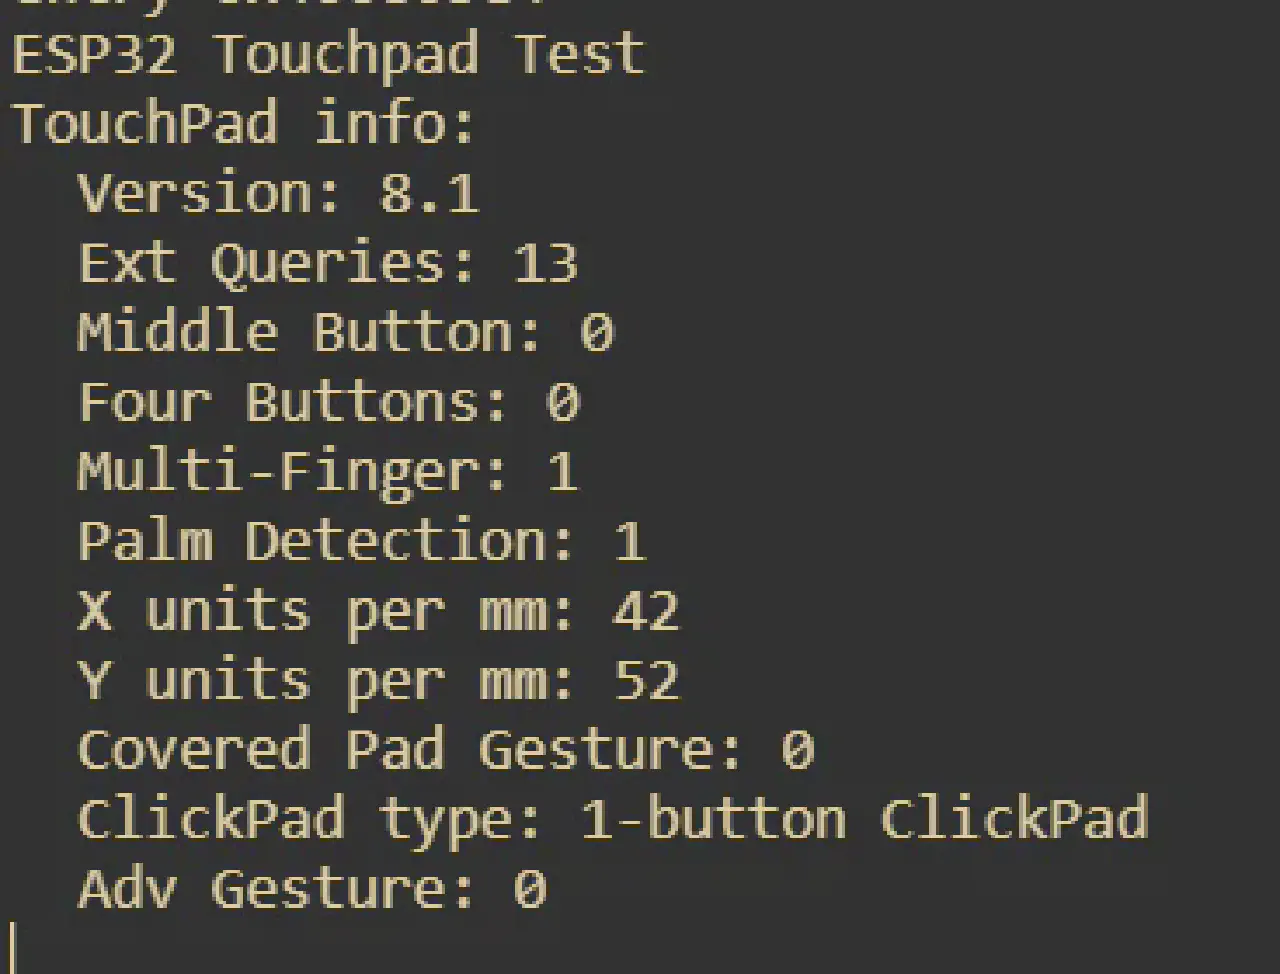 ESP32 Touchpad Test
TouchPad info:
Version: 8.1
Ext Queries: 13
Middle Button: 0
Four Buttons: 0
Multi-Finger: 1
Palm Detection: 1
X units per mm: 42
Y units per mm: 52
Covered Pad Gesture: 0
ClickPad type: 1-button ClickPad
Adv Gesture: 0